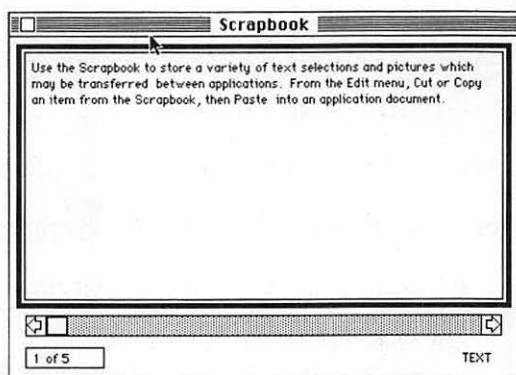 Scrapbook
Use the Scrapbook to store a variety of text selections and pictures which
may be transferred between applications. From the Edit menu, Cut or Copy
an item from the Scrapbook, then Paste into an application document.
1 of 5
TEXT